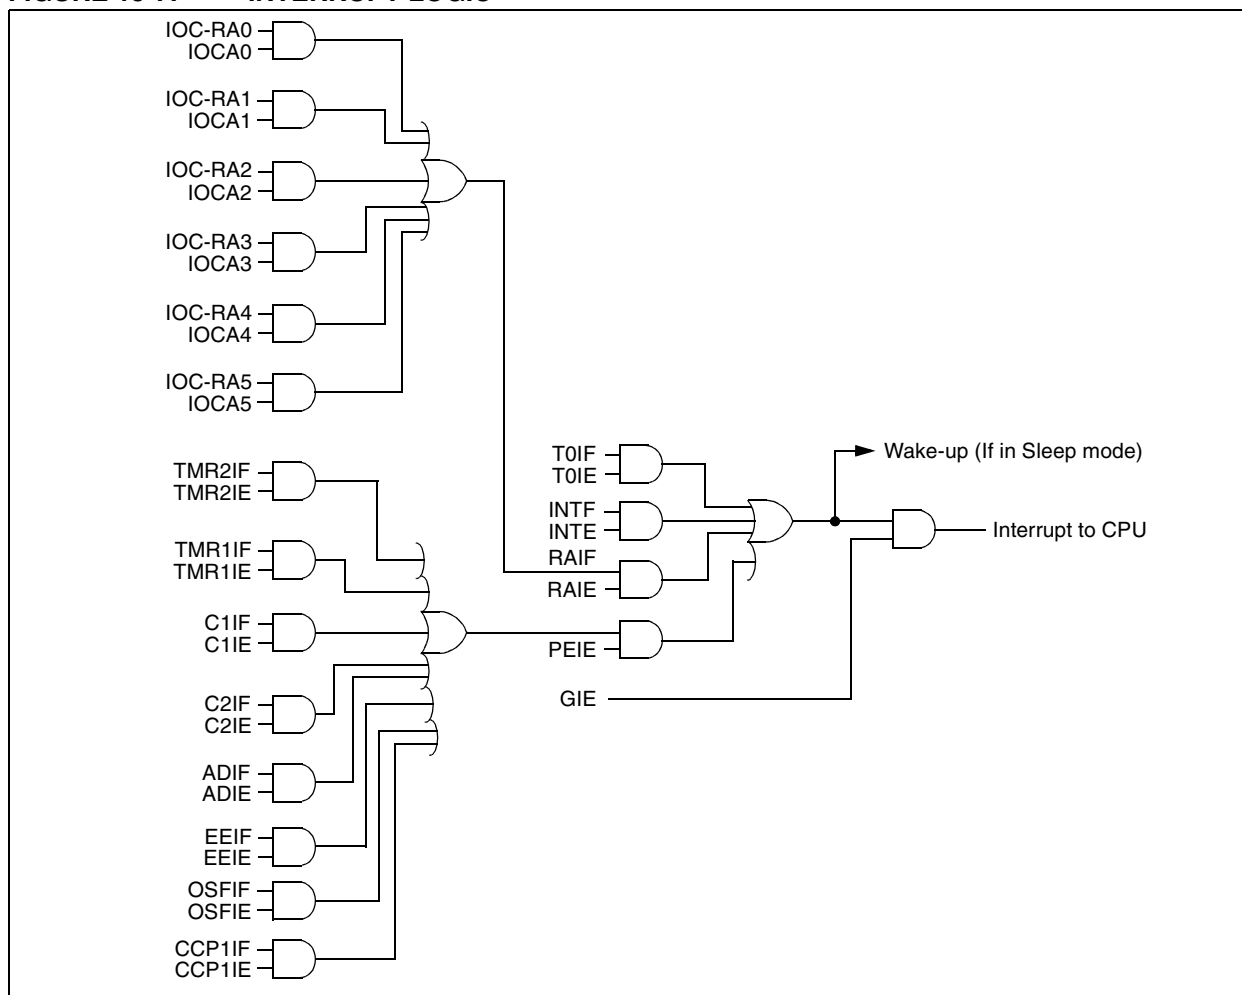 IOC-RA0
IOCA0
IOC-RA1
IOCA1
IOC-RA2
IOCA2
IOC-RA3
IOCA3
IOC-RA4
IOCA4
IOC-RA5
IOCA5
TMR2IF
TMR2IE
TMR1IF
TMR1IE
C1IF
C1IE
C2IF
C2IE
ADIF
ADIE
EEIF
EEIE
OSFIF
OSFIE
CCP1IF
CCP1IE
T0IF
T0IE
INTF
INTE
RAIF
RAIE
PEIE
GIE
Wake-up (If in Sleep mode)
Interrupt to CPU